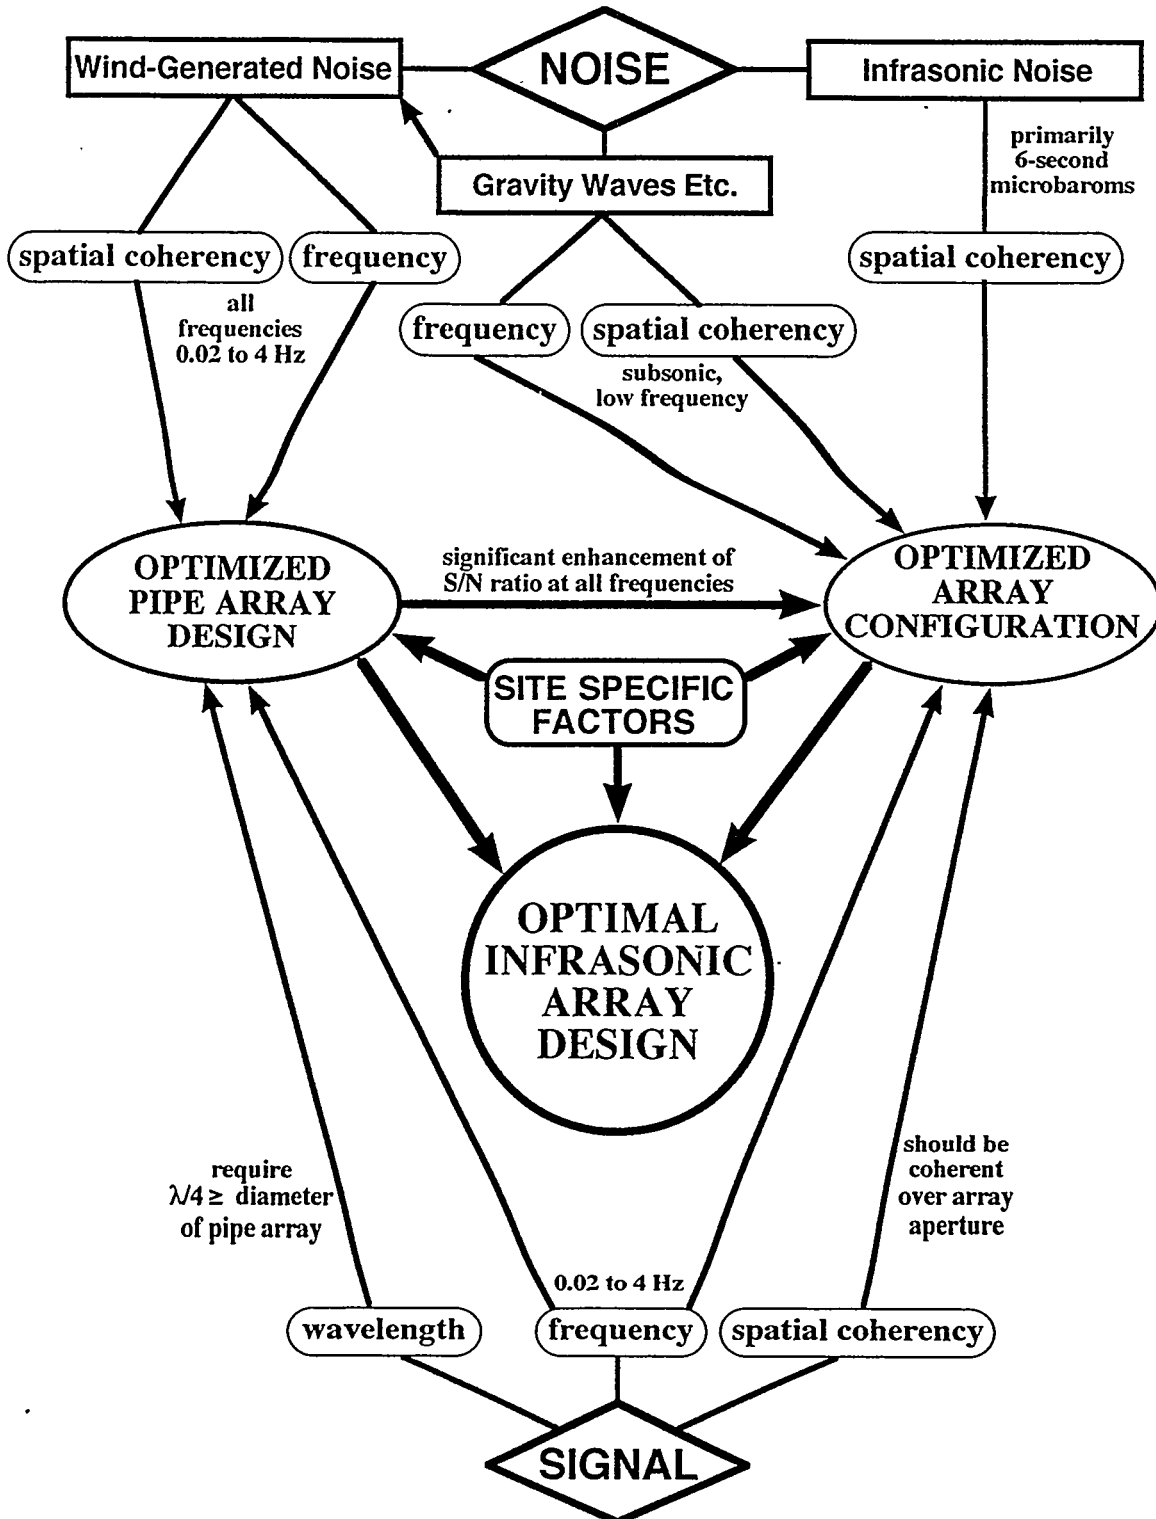 NOISE
Wind-Generated Noise
Infrasonic Noise
Gravity Waves Etc.
primarily
6-second
microbaroms
spatial coherency
frequency
spatial coherency
all
frequencies
0.02 to 4 Hz
frequency
spatial coherency
subsonic,
low frequency
OPTIMIZED
PIPE ARRAY
DESIGN
significant enhancement of
S/N ratio at all frequencies
OPTIMIZED
ARRAY
CONFIGURATION
SITE SPECIFIC
FACTORS
OPTIMAL
INFRASONIC
ARRAY
DESIGN
require
λ/4 ≥ diameter
of pipe array
should be
coherent
over array
aperture
0.02 to 4 Hz
wavelength
frequency
spatial coherency
SIGNAL